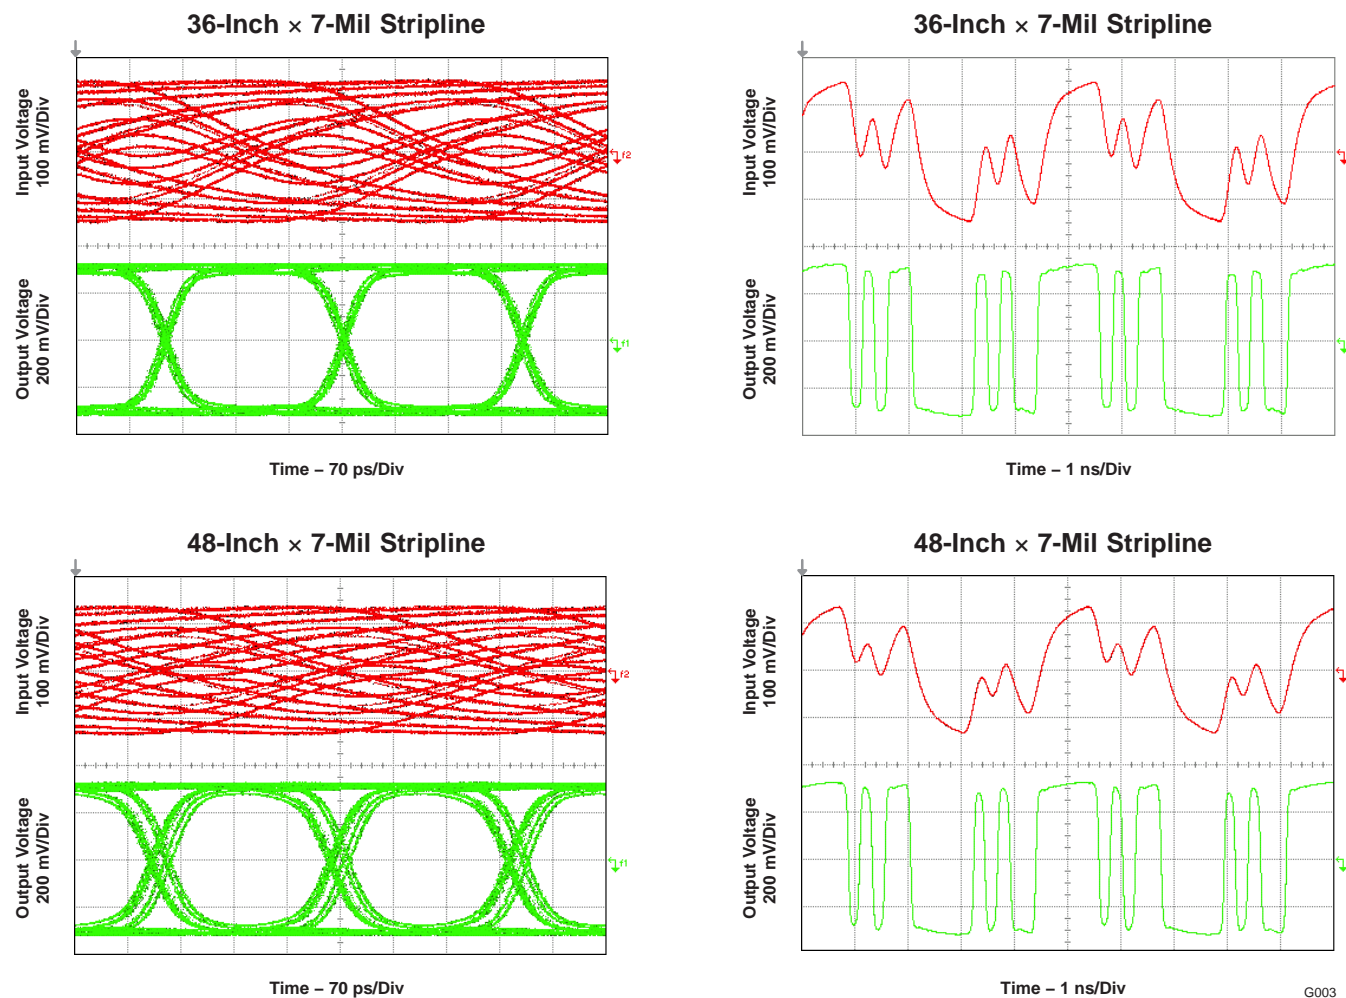 36-Inch × 7-Mil Stripline
Input Voltage
100 mV/Div
f2
Output Voltage
200 mV/Div
f1
Time – 70 ps/Div
36-Inch × 7-Mil Stripline
Input Voltage
100 mV/Div
Output Voltage
200 mV/Div
Time – 1 ns/Div
48-Inch × 7-Mil Stripline
Input Voltage
100 mV/Div
f2
Output Voltage
200 mV/Div
f1
Time – 70 ps/Div
48-Inch × 7-Mil Stripline
Input Voltage
100 mV/Div
Output Voltage
200 mV/Div
Time – 1 ns/Div
G003